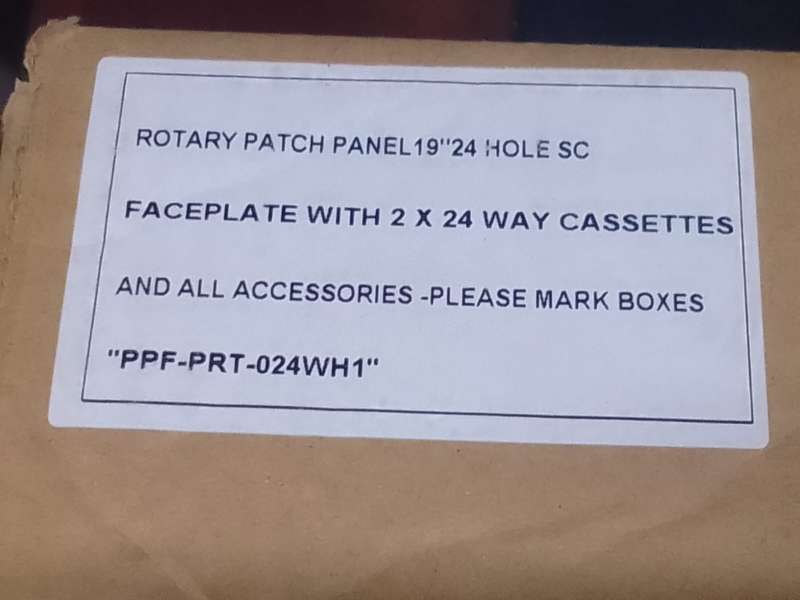 ROTARY PATCH PANEL19"24 HOLE SC
FACEPLATE WITH 2 X 24 WAY CASSETTES
AND ALL ACCESSORIES -PLEASE MARK BOXES
"PPF-PRT-024WH1"